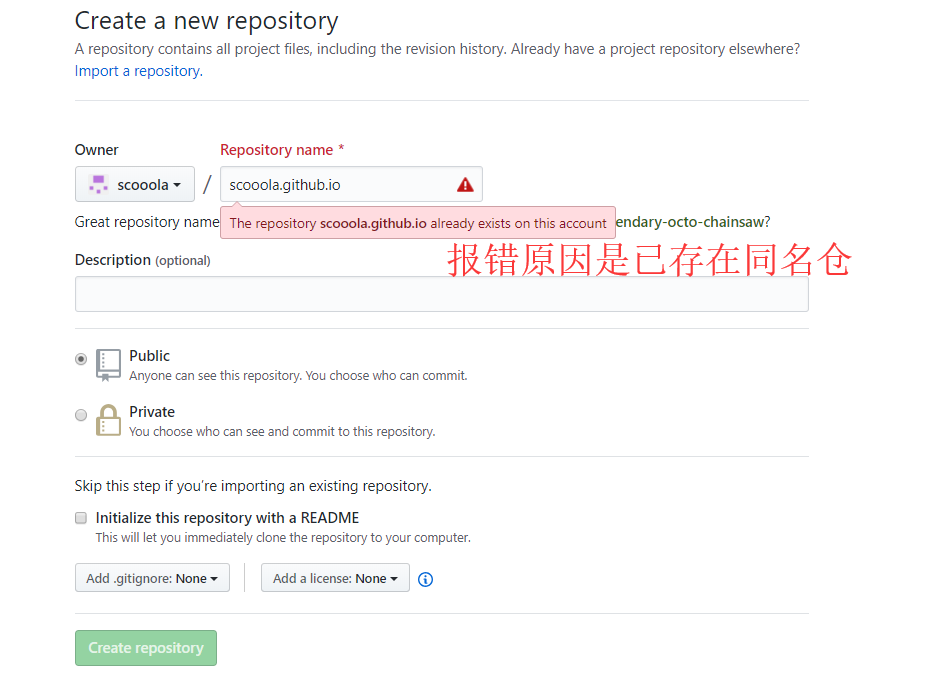 Create a new repository
A repository contains all project files, including the revision history. Already have a project repository elsewhere?
Import a repository.
Owner
Repository name *
scooola
/
scooola.github.io
Great repository name
The repository scooola.github.io already exists on this account
endary-octo-chainsaw?
报错原因是已存在同名仓
Description (optional)
Public
Anyone can see this repository. You choose who can commit.
Private
You choose who can see and commit to this repository.
Skip this step if you’re importing an existing repository.
Initialize this repository with a README
This will let you immediately clone the repository to your computer.
Add .gitignore: None
Add a license: None
Create repository